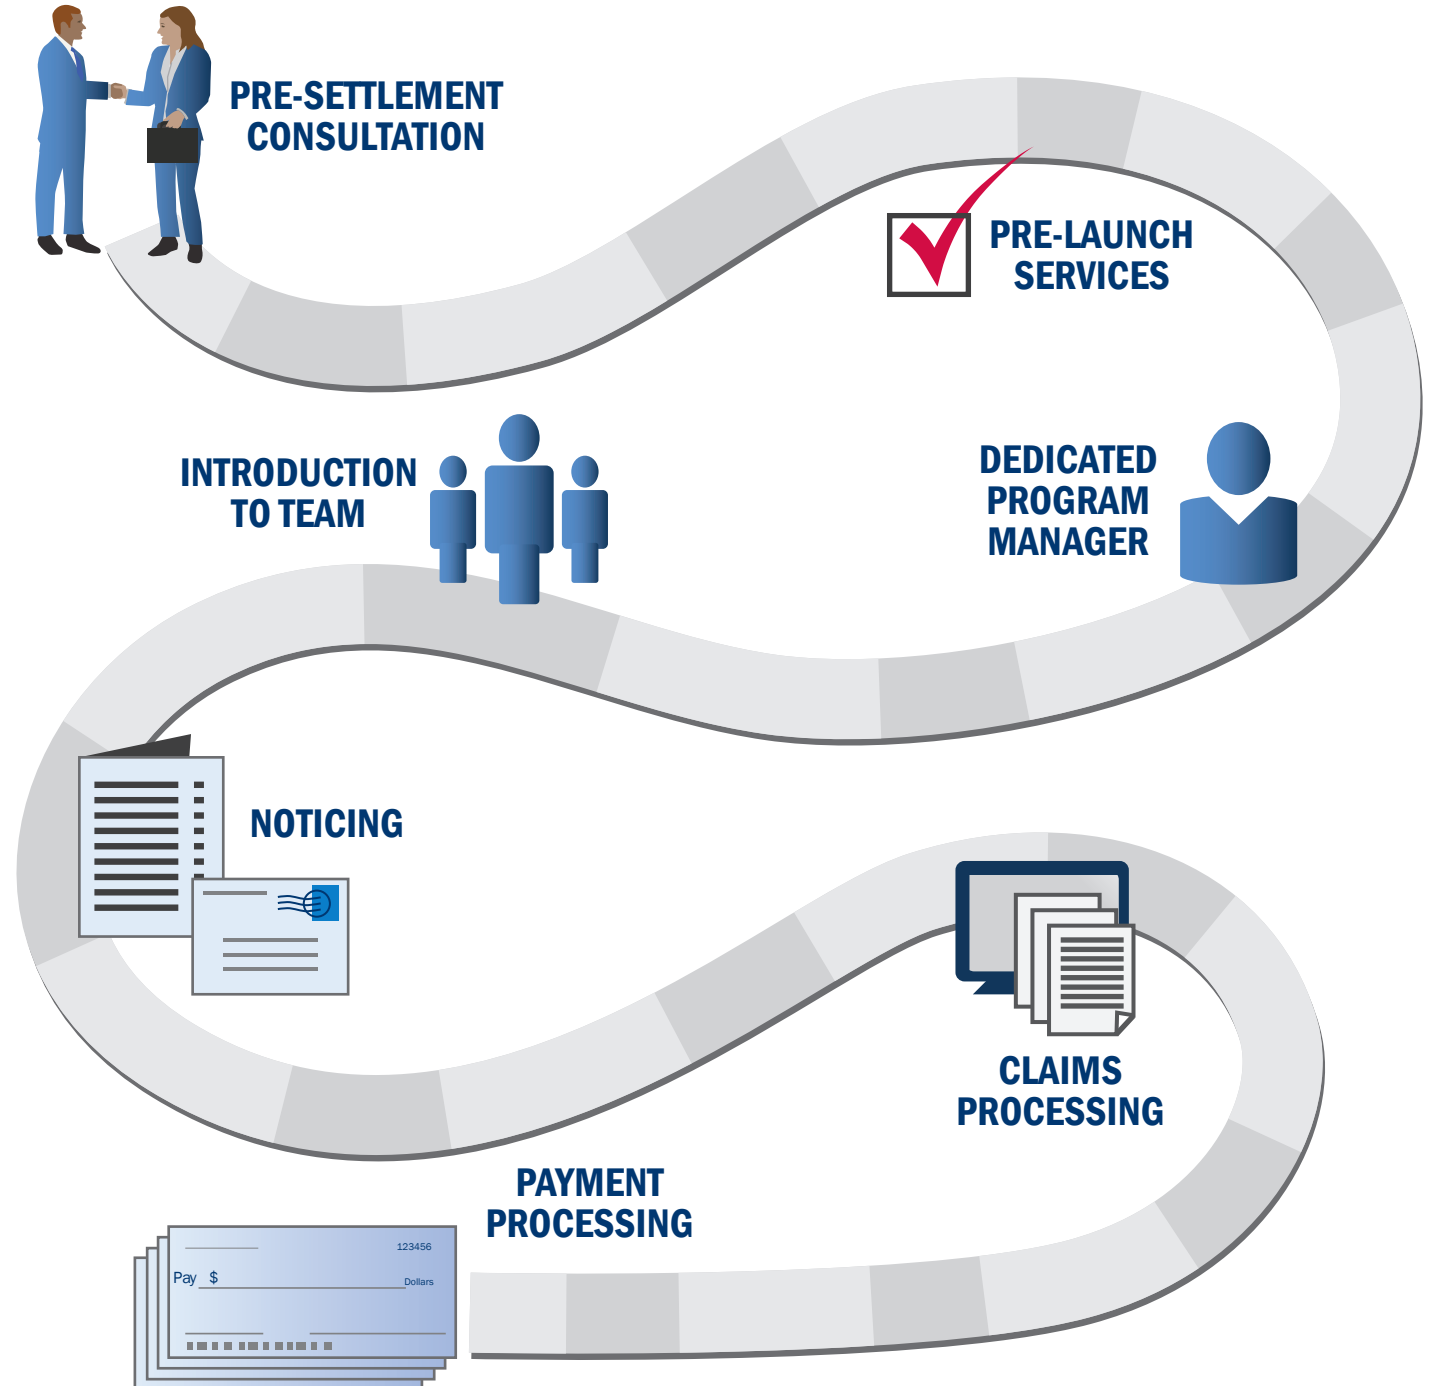 PRE-SETTLEMENT
CONSULTATION
PRE-LAUNCH
SERVICES
DEDICATED
PROGRAM
MANAGER
INTRODUCTION
TO TEAM
NOTICING
CLAIMS
PROCESSING
PAYMENT
PROCESSING
123456
Pay $
Dollars